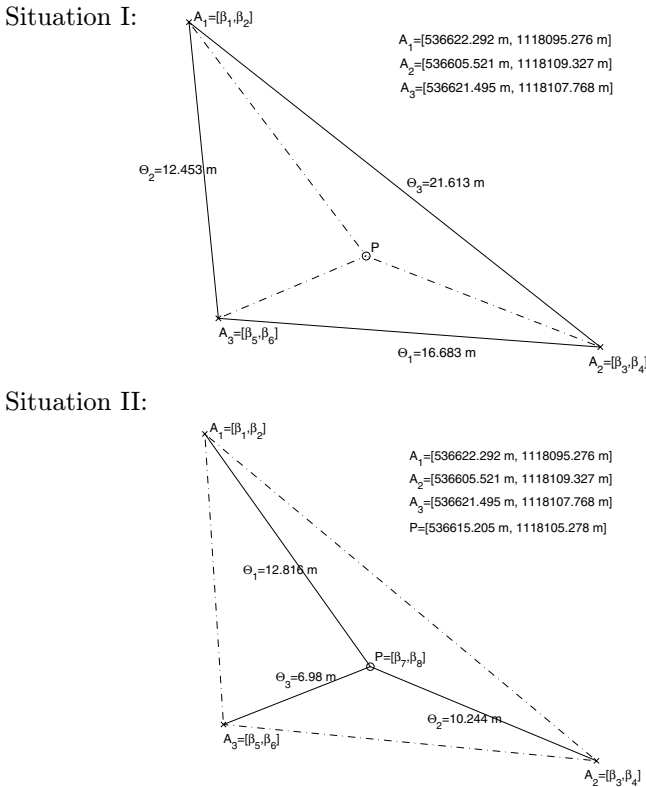 Situation I:
A₁=[β₁,β₂]
A₁=[536622.292 m, 1118095.276 m]
A₂=[536605.521 m, 1118109.327 m]
A₃=[536621.495 m, 1118107.768 m]
Θ₂=12.453 m
Θ₃=21.613 m
P
A₃=[β₅,β₆]
Θ₁=16.683 m
A₂=[β₃,β₄]
Situation II:
A₁=[β₁,β₂]
A₁=[536622.292 m, 1118095.276 m]
A₂=[536605.521 m, 1118109.327 m]
A₃=[536621.495 m, 1118107.768 m]
P=[536615.205 m, 1118105.278 m]
Θ₁=12.816 m
P=[β₇,β₈]
Θ₃=6.98 m
Θ₂=10.244 m
A₃=[β₅,β₆]
A₂=[β₃,β₄]